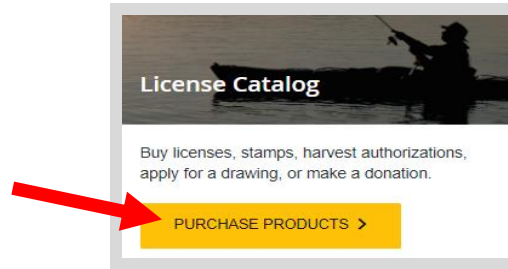 License Catalog
Buy licenses, stamps, harvest authorizations,
apply for a drawing, or make a donation.
PURCHASE PRODUCTS >